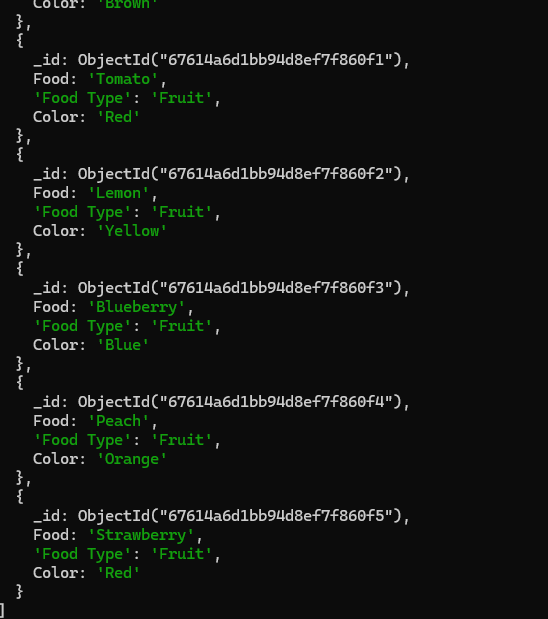 Color: 'Brown'
  },
  {
    _id: ObjectId("67614a6d1bb94d8ef7f860f1"),
    Food: 'Tomato',
    'Food Type': 'Fruit',
    Color: 'Red'
  },
  {
    _id: ObjectId("67614a6d1bb94d8ef7f860f2"),
    Food: 'Lemon',
    'Food Type': 'Fruit',
    Color: 'Yellow'
  },
  {
    _id: ObjectId("67614a6d1bb94d8ef7f860f3"),
    Food: 'Blueberry',
    'Food Type': 'Fruit',
    Color: 'Blue'
  },
  {
    _id: ObjectId("67614a6d1bb94d8ef7f860f4"),
    Food: 'Peach',
    'Food Type': 'Fruit',
    Color: 'Orange'
  },
  {
    _id: ObjectId("67614a6d1bb94d8ef7f860f5"),
    Food: 'Strawberry',
    'Food Type': 'Fruit',
    Color: 'Red'
  }
]